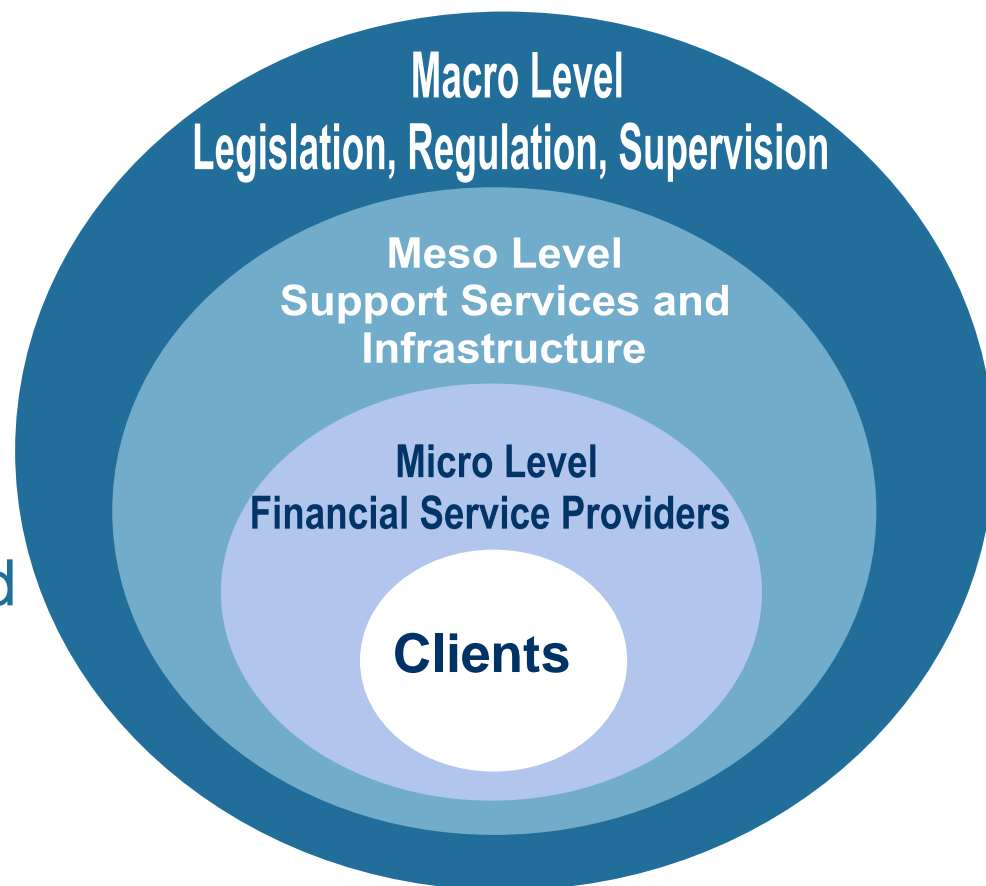 Macro Level
Legislation, Regulation, Supervision
Meso Level
Support Services and
Infrastructure
Micro Level
Financial Service Providers
d
Clients